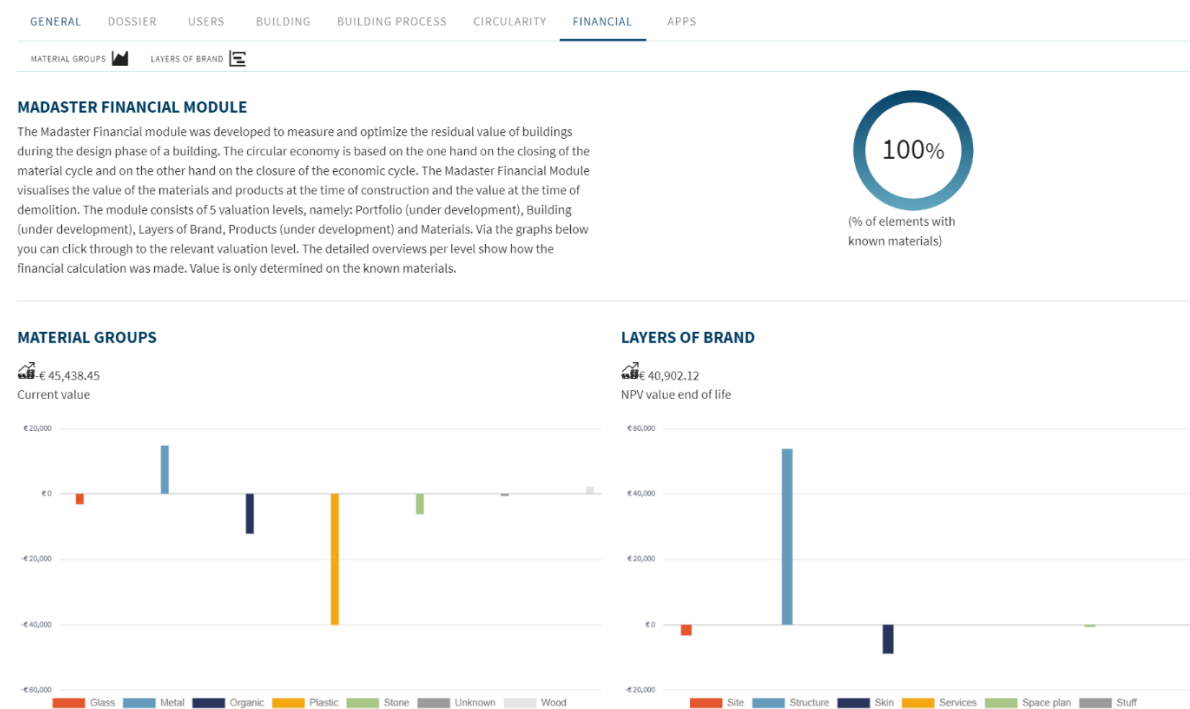 GENERAL DOSSIER USERS BUILDING BUILDING PROCESS CIRCULARITY FINANCIAL APPS
MATERIAL GROUPS LAYERS OF BRAND
MADASTER FINANCIAL MODULE
The Madaster Financial module was developed to measure and optimize the residual value of buildings
during the design phase of a building. The circular economy is based on the one hand on the closing of the
material cycle and on the other hand on the closure of the economic cycle. The Madaster Financial Module
visualises the value of the materials and products at the time of construction and the value at the time of
demolition. The module consists of 5 valuation levels, namely: Portfolio (under development), Building
(under development), Layers of Brand, Products (under development) and Materials. Via the graphs below
you can click through to the relevant valuation level. The detailed overviews per level show how the
financial calculation was made. Value is only determined on the known materials.
100%
(% of elements with
known materials)
MATERIAL GROUPS
-€ 45,438.45
Current value
€ 20,000
€ 0
-€ 20,000
-€ 40,000
-€ 60,000
Glass Metal Organic Plastic Stone Unknown Wood
LAYERS OF BRAND
€ 40,902.12
NPV value end of life
€ 60,000
€ 40,000
€ 20,000
€ 0
-€ 20,000
Site Structure Skin Services Space plan Stuff